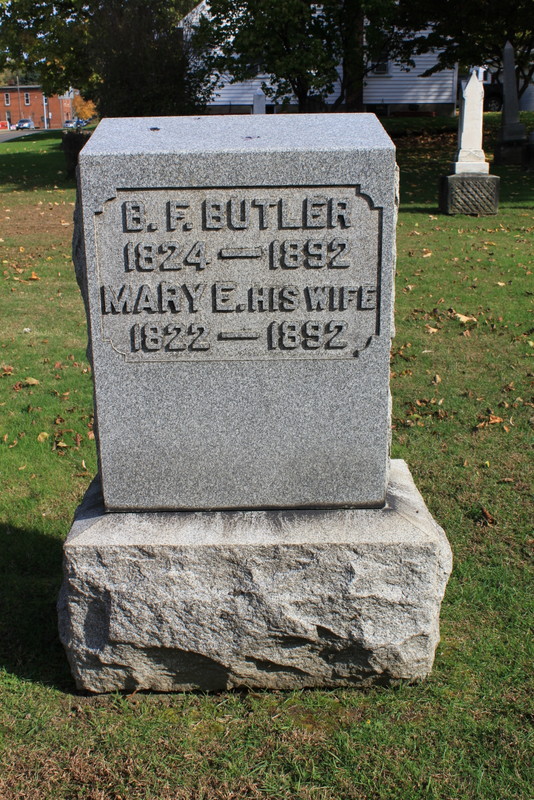 B. F. BUTLER
1824 — 1892
MARY E. HIS WIFE
1822 — 1892